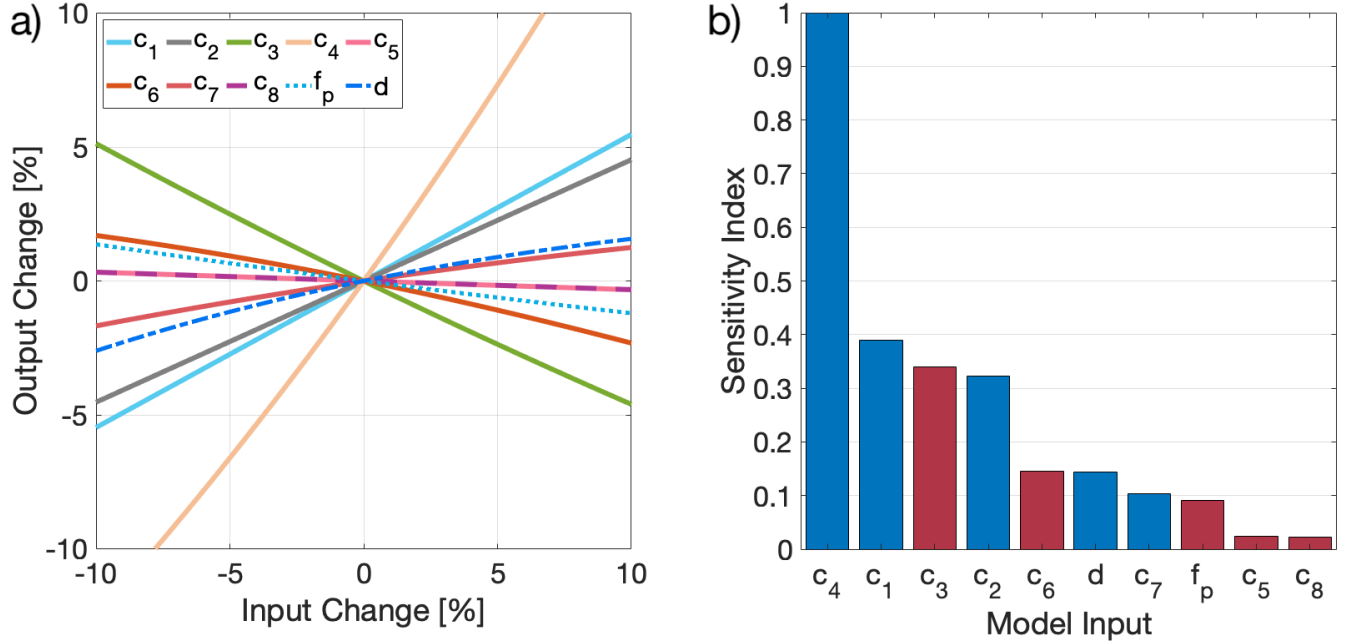 a)
c1 c2 c3 c4 c5
c6 c7 c8 fp d
10
5
0
-5
-10
Output Change [%]
-10 -5 0 5 10
Input Change [%]
b)
1
0.9
0.8
0.7
0.6
0.5
0.4
0.3
0.2
0.1
0
Sensitivity Index
c4 c1 c3 c2 c6 d c7 fp c5 c8
Model Input